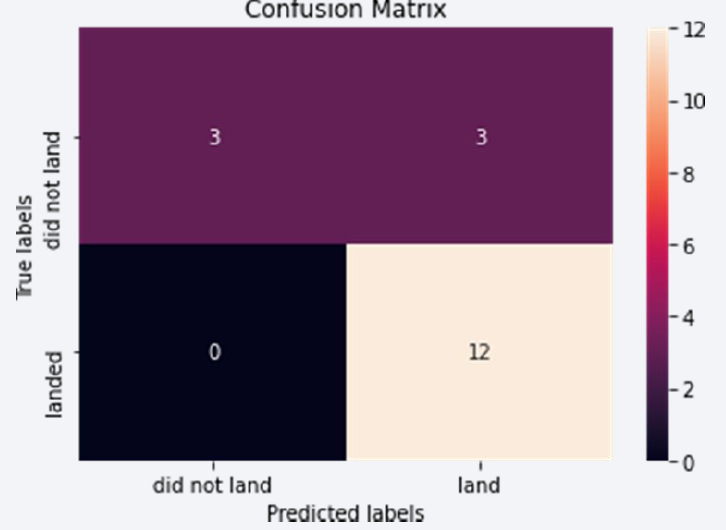 Confusion Matrix
True labels
did not land
landed
3
3
0
12
did not land
land
Predicted labels
12
10
8
6
4
2
0